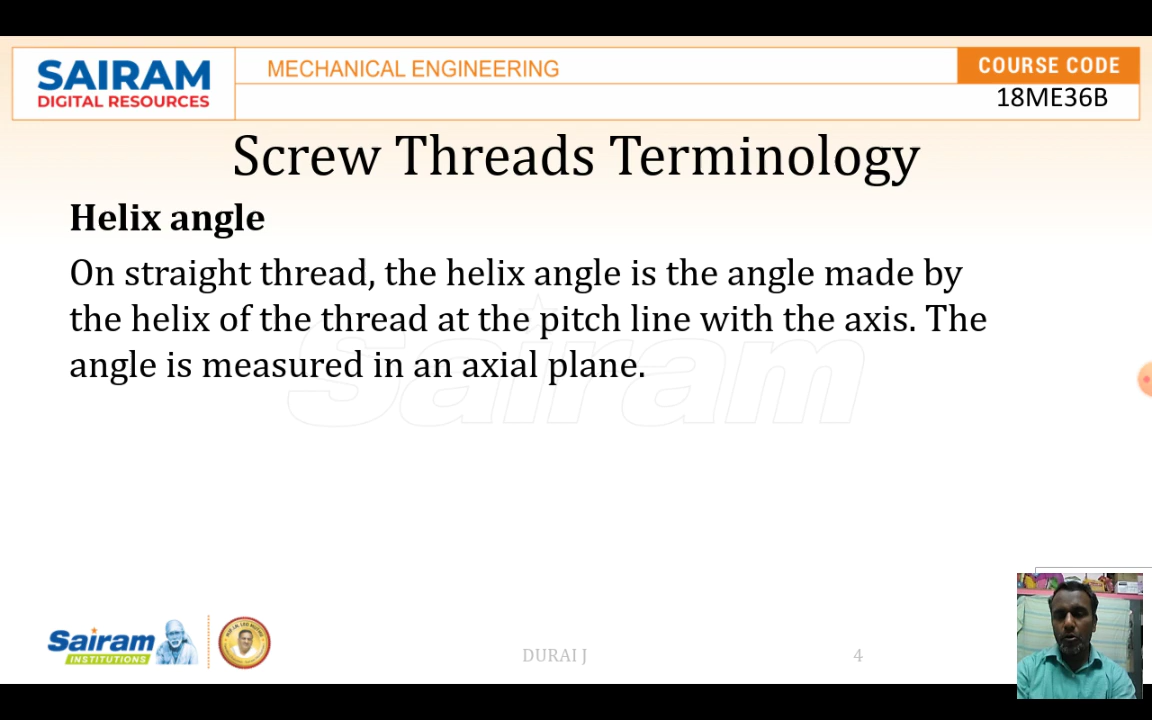 SAIRAM
DIGITAL RESOURCES
MECHANICAL ENGINEERING
COURSE CODE
18ME36B
Screw Threads Terminology
Helix angle
On straight thread, the helix angle is the angle made by
the helix of the thread at the pitch line with the axis. The
angle is measured in an axial plane.
Sairam
Sairam
INSTITUTIONS
DURAI J
4